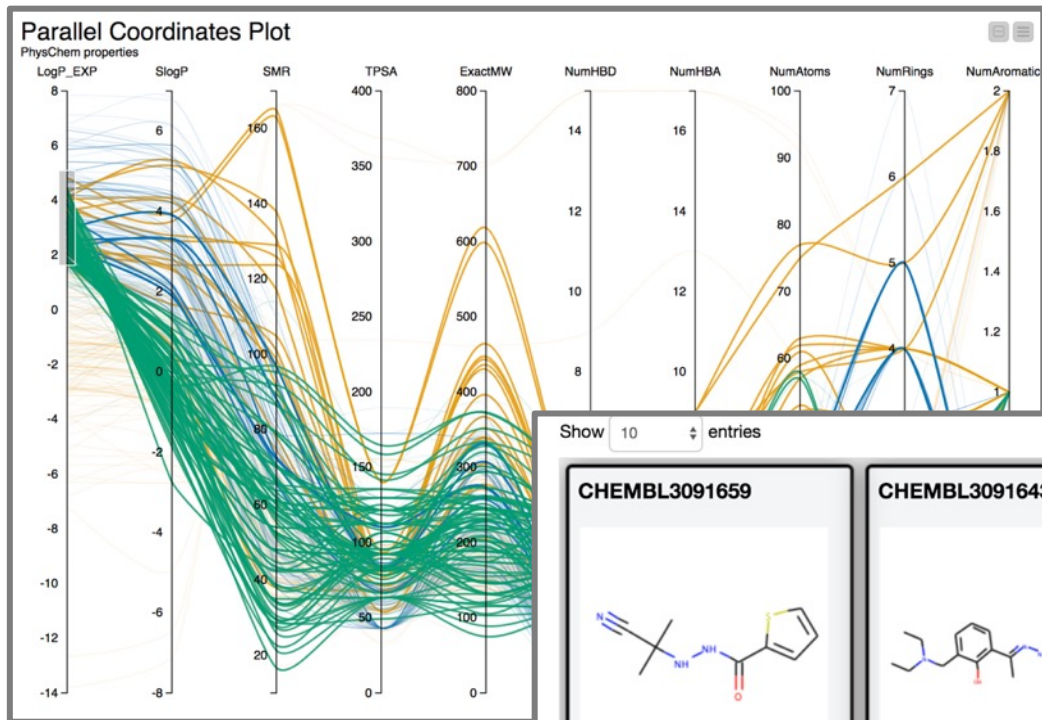 Parallel Coordinates Plot
PhysChem properties
LogP_EXP SlogP SMR TPSA ExactMW NumHBD NumHBA NumAtoms NumRings NumAromatic
8 400 800 100 7 2
6 160 14 16 1.8
6 350 700 90 6
4 140 12 14 80 1.6
4 300 600
2 120 10 12 70 5 1.4
2 250 500
0 100 60 1.2
0 8 10 4
-2 200 400 1
-4 80
-2 150 300
-6 60
-8 -4 100 200
40
-10 -6 50 100
-12 20
-14 -8 0 0
Show 10 entries
CHEMBL3091659 CHEMBL3091643
N NH NH O S
N OH N N